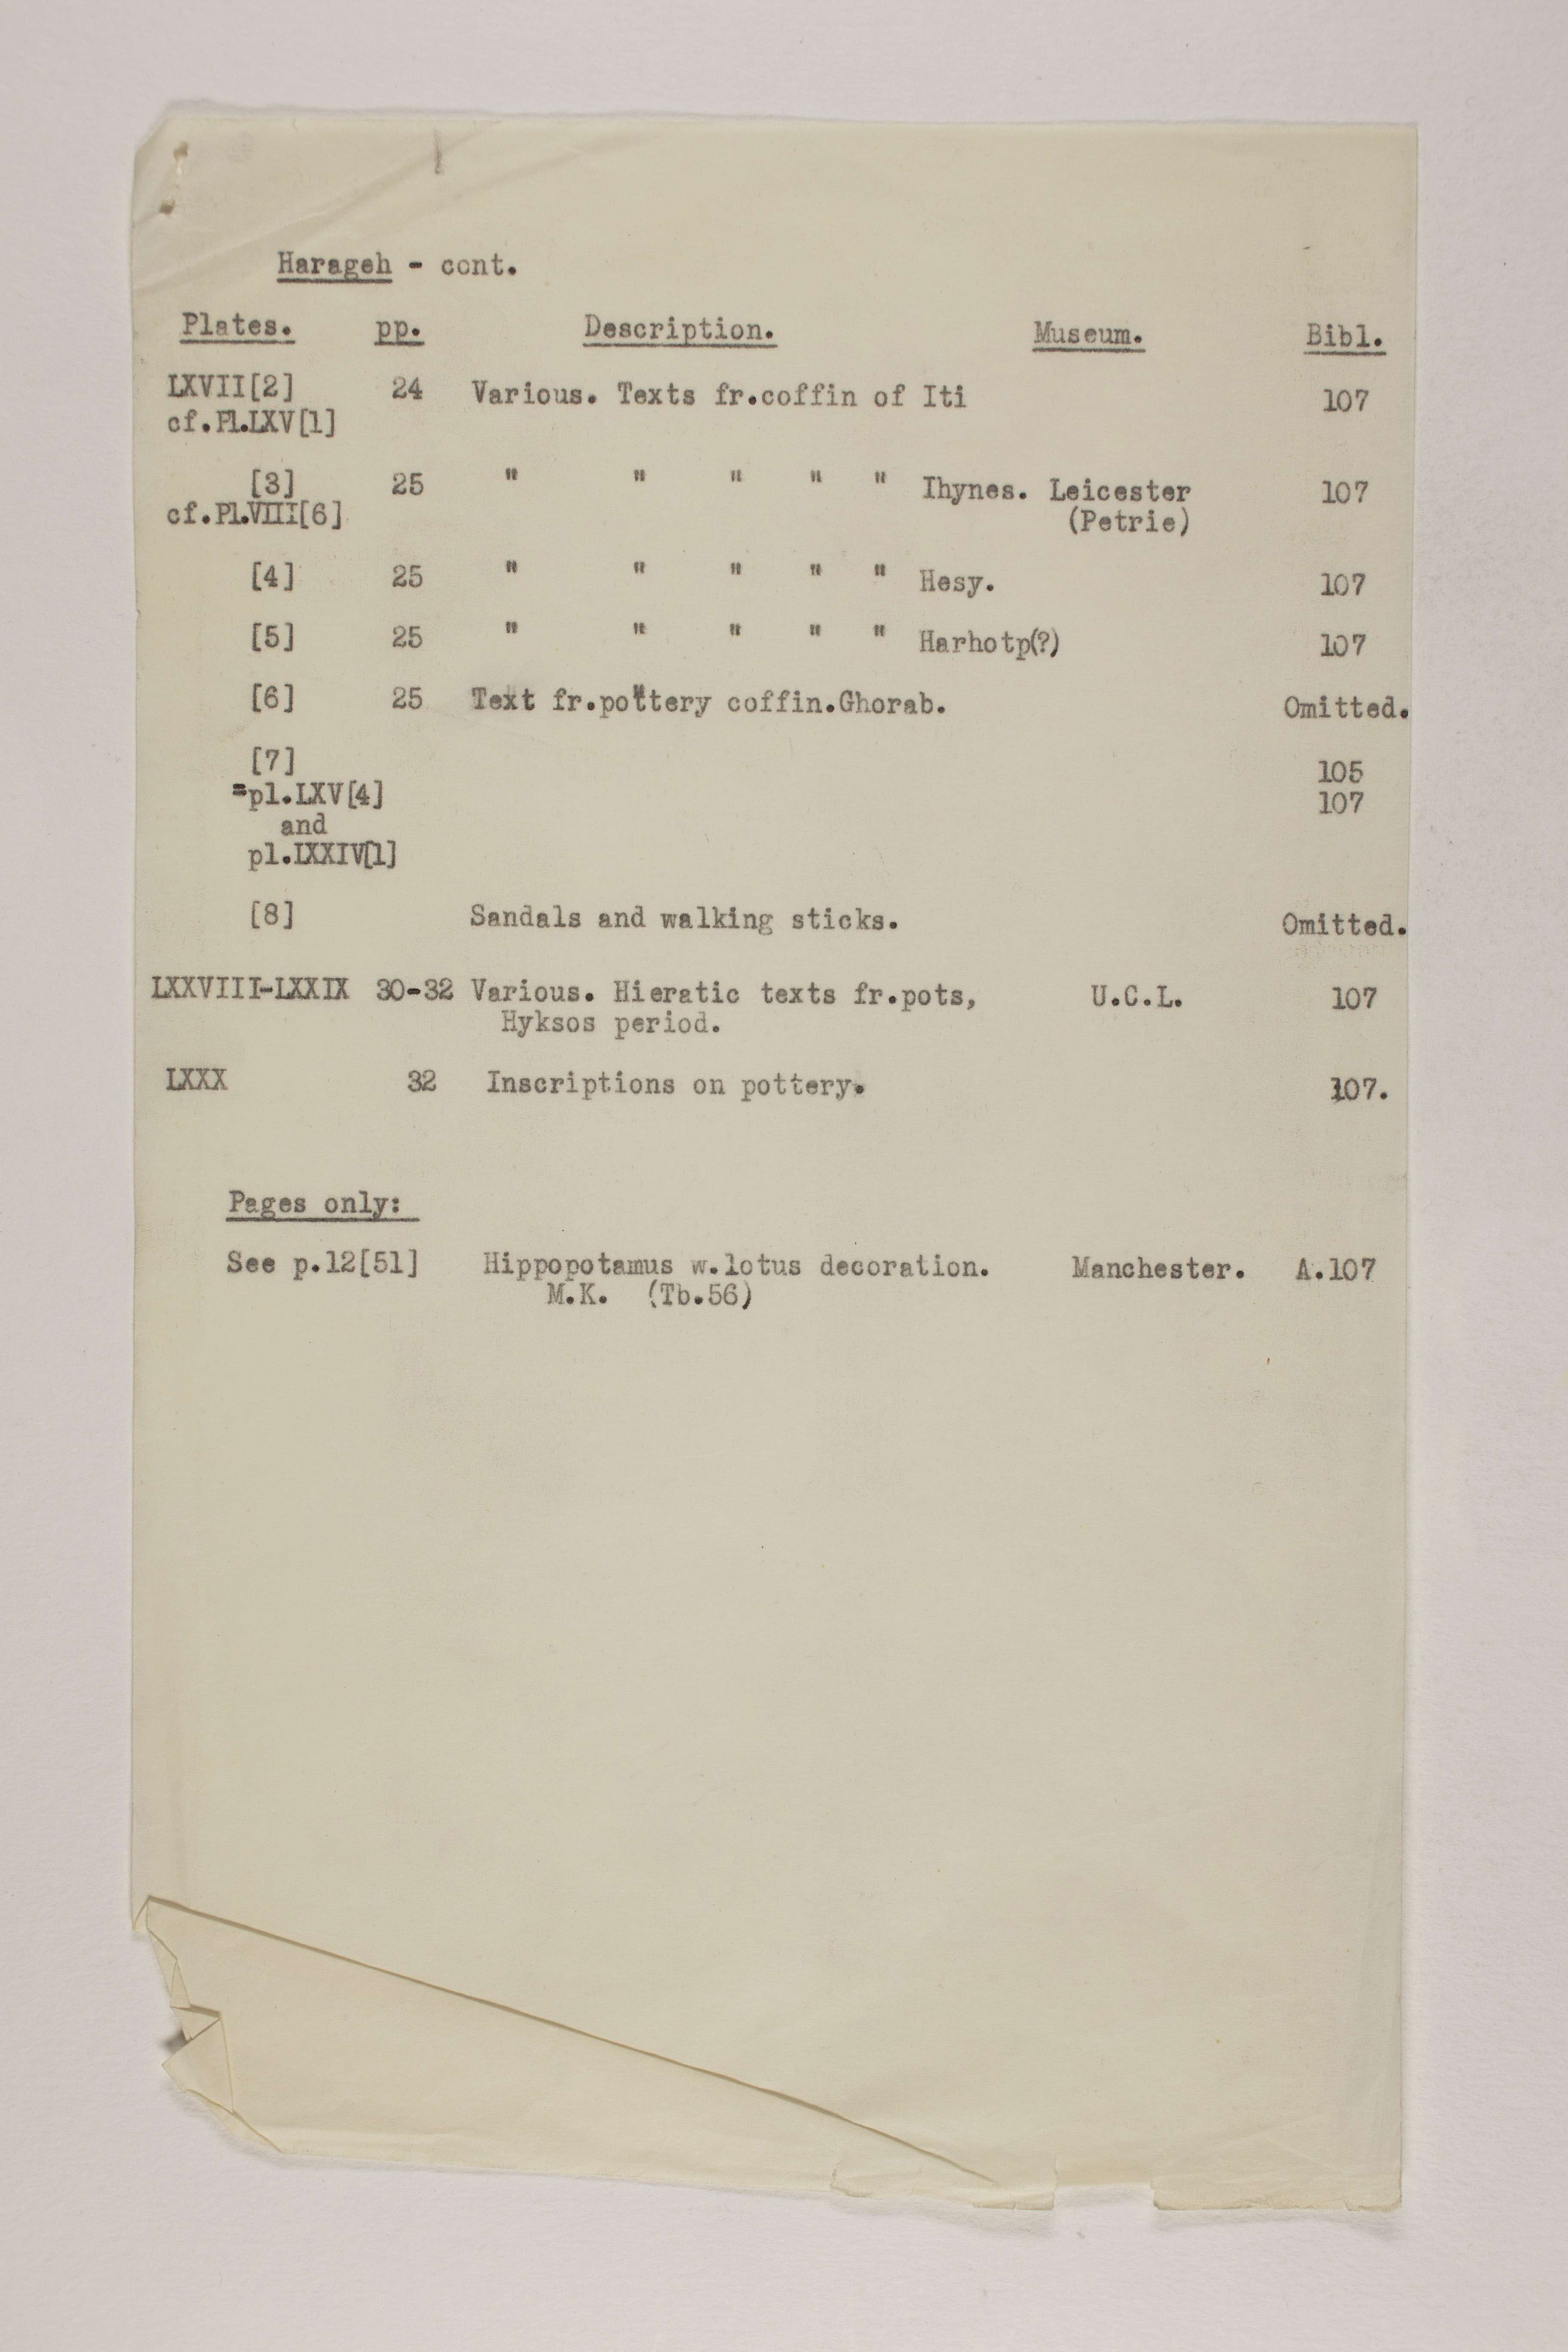 Harageh - cont.
Plates. pp. Description. Museum. Bibl.
LXVII[2] 24 Various. Texts fr.coffin of Iti 107
cf.Pl.LXV[1]
[3] 25 " " " " " Ihynes. Leicester 107
cf.Pl.VIII[6] (Petrie)
[4] 25 " " " " " Hesy. 107
[5] 25 " " " " " Harhotp(?) 107
[6] 25 Text fr.pottery coffin.Ghorab. Omitted.
[7] 105
=pl.LXV[4] 107
and
pl.IXXIV[1]
[8] Sandals and walking sticks. Omitted.
LXXVIII-LXXIX 30-32 Various. Hieratic texts fr.pots, U.C.L. 107
Hyksos period.
LXXX 32 Inscriptions on pottery. 107.
Pages only:
See p.12[51] Hippopotamus w.lotus decoration. Manchester. A.107
M.K. (Tb.56)